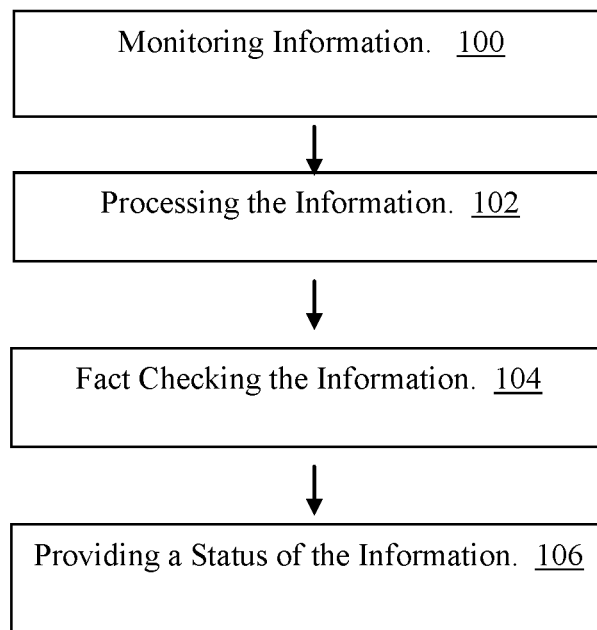 Monitoring Information. 100
Processing the Information. 102
Fact Checking the Information. 104
Providing a Status of the Information. 106